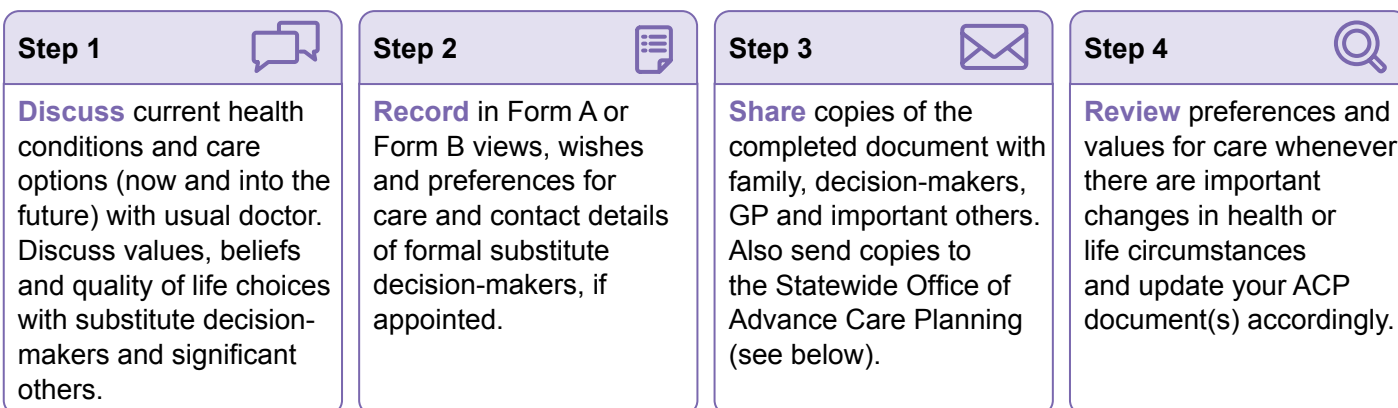 Step 1
Discuss current health
conditions and care
options (now and into the
future) with usual doctor.
Discuss values, beliefs
and quality of life choices
with substitute decision-
makers and significant
others.
Step 2
Record in Form A or
Form B views, wishes
and preferences for
care and contact details
of formal substitute
decision-makers, if
appointed.
Step 3
Share copies of the
completed document with
family, decision-makers,
GP and important others.
Also send copies to
the Statewide Office of
Advance Care Planning
(see below).
Step 4
Review preferences and
values for care whenever
there are important
changes in health or
life circumstances
and update your ACP
document(s) accordingly.